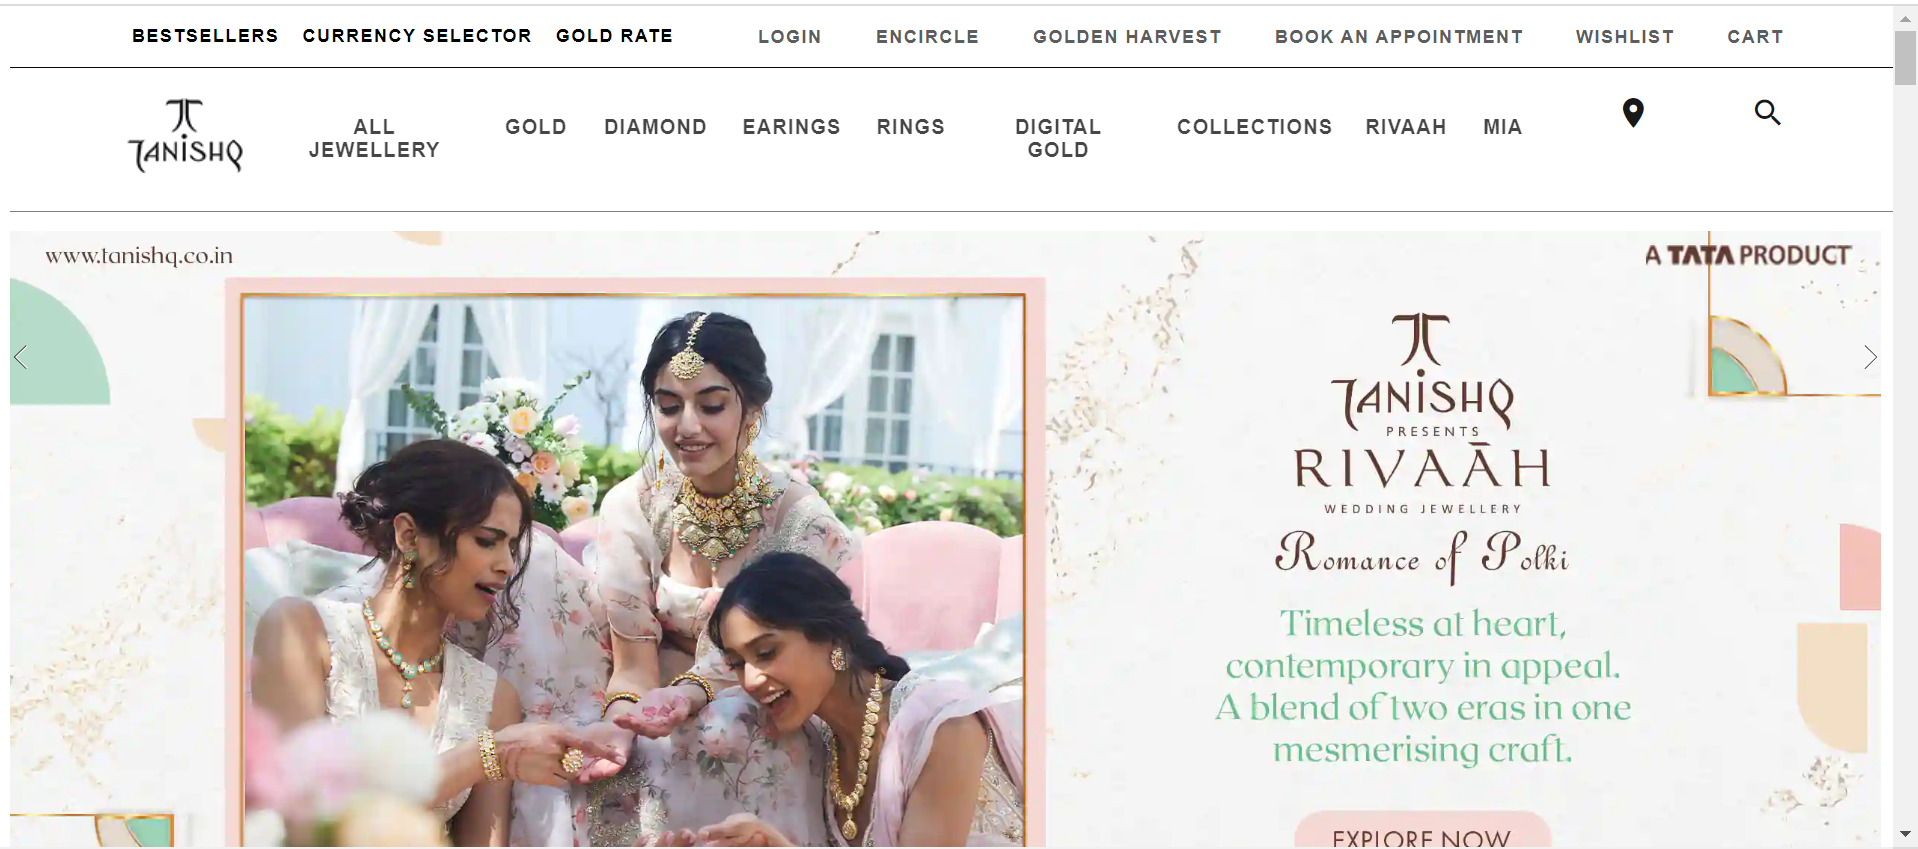 BESTSELLERS CURRENCY SELECTOR GOLD RATE LOGIN ENCIRCLE GOLDEN HARVEST BOOK AN APPOINTMENT WISHLIST CART
TANISHQ
ALL JEWELLERY
GOLD DIAMOND EARINGS RINGS
DIGITAL GOLD
COLLECTIONS RIVAAH MIA
www.tanishq.co.in
A TATA PRODUCT
TANISHQ
PRESENTS
RIVAĀH
WEDDING JEWELLERY
Romance of Polki
Timeless at heart,
contemporary in appeal.
A blend of two eras in one
mesmerising craft.
EXPLORE NOW